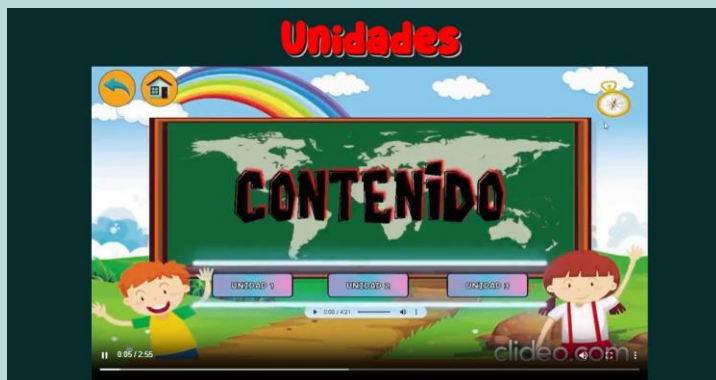 Unidades
CONTENIDO
UNIDAD 1 UNIDAD 2 UNIDAD 3
0:00 / 4:21
clideo.com
0:05 / 2:55